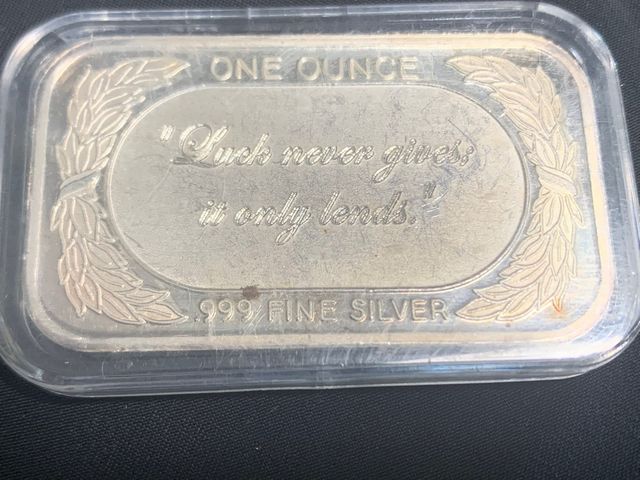 ONE OUNCE
"Luck never gives;
it only lends."
.999 FINE SILVER